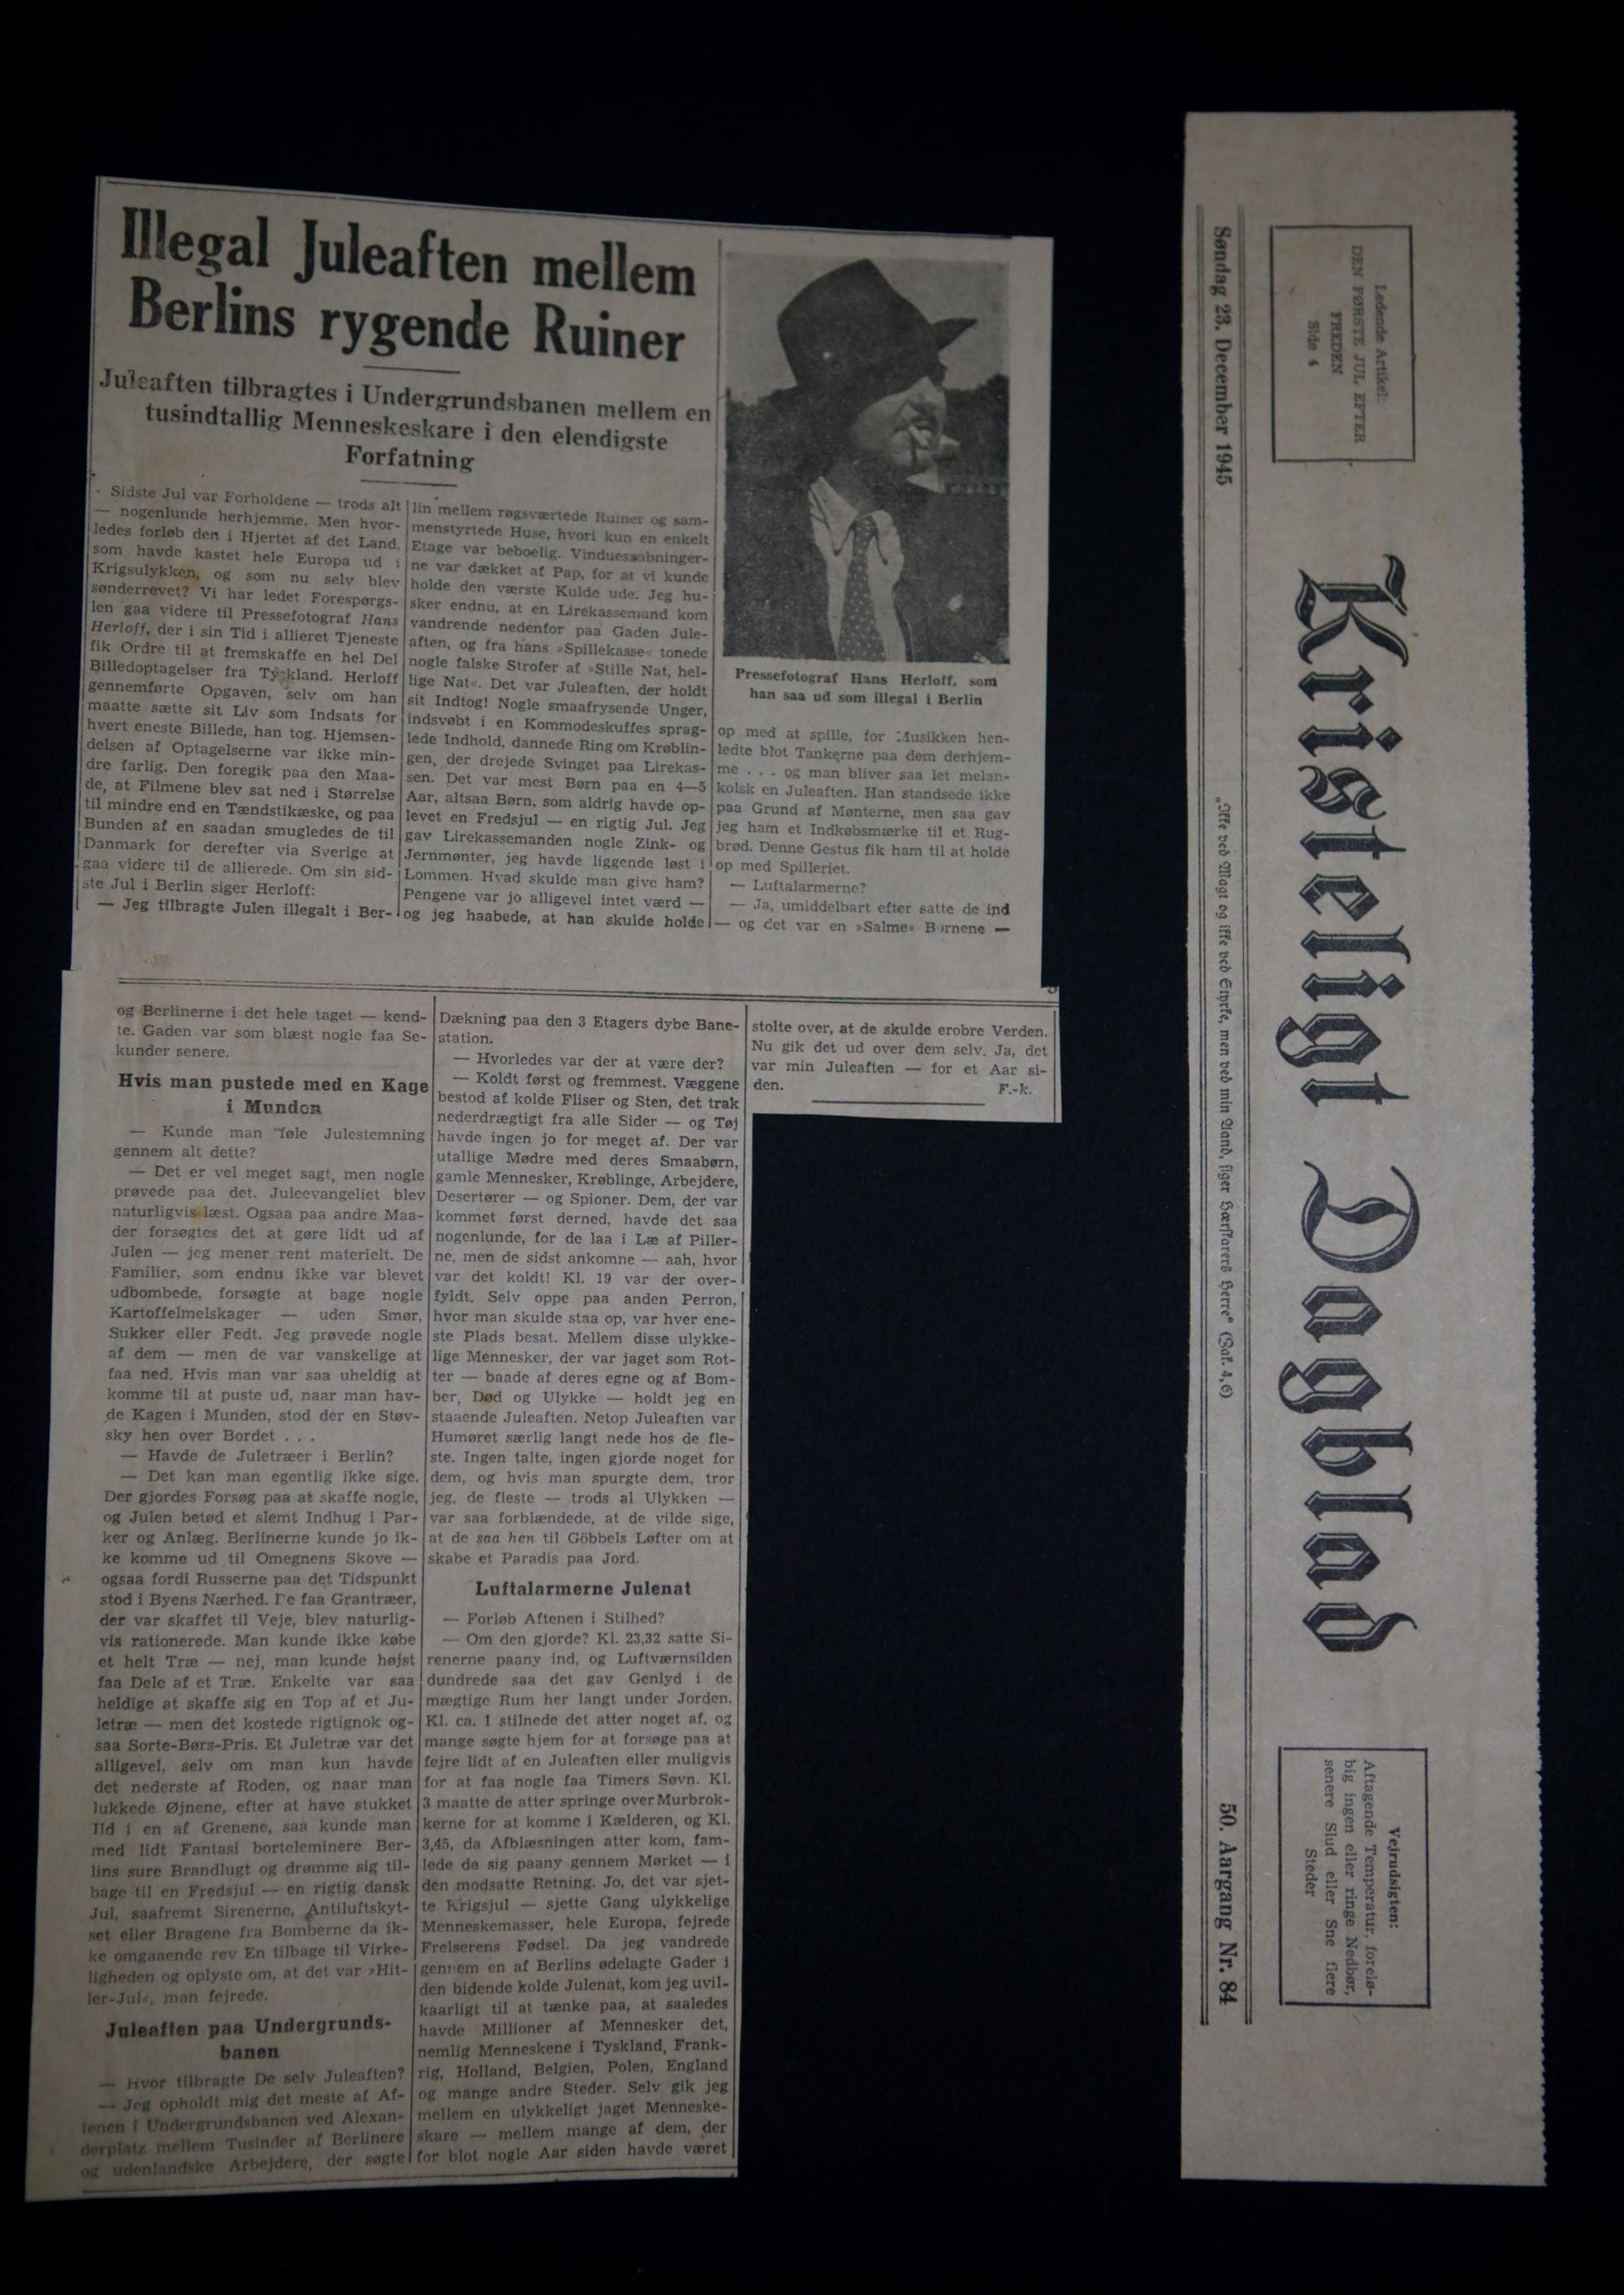 Illegal Juleaften mellem
Berlins rygende Ruiner
Juleaften tilbragtes i Undergrundsbanen mellem en
tusindtallig Menneskeskare i den elendigste
Forfatning
Sidste Jul var Forholdene — trods alt
— nogenlunde herhjemme. Men hvor-
ledes forløb den i Hjertet af det Land,
som havde kastet hele Europa ud i
Krigsulykken, og som nu selv blev
sønderrevet? Vi har ledet Forespørgs-
len gaa videre til Pressefotograf Hans
Herloff, der i sin Tid i allieret Tjeneste
fik Ordre til at fremskaffe en hel Del
Billedoptagelser fra Tyskland. Herloff
gennemførte Opgaven, selv om han
maatte sætte sit Liv som Indsats for
hvert eneste Billede, han tog. Hjemsen-
delsen af Optagelserne var ikke min-
dre farlig. Den foregik paa den Maa-
de, at Filmene blev sat ned i Størrelse
til mindre end en Tændstikæske, og paa
Bunden af en saadan smugledes de til
Danmark for derefter via Sverige at
gaa videre til de allierede. Om sin sid-
ste Jul i Berlin siger Herloff:
— Jeg tilbragte Julen illegalt i Ber-
lin mellem røgsværtede Ruiner og sam-
menstyrtede Huse, hvori kun en enkelt
Etage var beboelig. Vinduesaabninger-
ne var dækket af Pap, for at vi kunde
holde den værste Kulde ude. Jeg hu-
sker endnu, at en Lirekassemand kom
vandrende nedenfor paa Gaden Jule-
aften, og fra hans »Spillekasse« tonede
nogle falske Strofer af »Stille Nat, hel-
lige Nat«. Det var Juleaften, der holdt
sit Indtog! Nogle smaafrysende Unger,
indsvøbt i en Kommodeskuffes sprag-
lede Indhold, dannede Ring om Krøblin-
gen, der drejede Svinget paa Lirekas-
sen. Det var mest Børn paa en 4—5
Aar, altsaa Børn, som aldrig havde op-
levet en Fredsjul — en rigtig Jul. Jeg
gav Lirekassemanden nogle Zink- og
Jernmønter, jeg havde liggende løst i
Lommen. Hvad skulde man give ham?
Pengene var jo alligevel intet værd —
og jeg haabede, at han skulde holde
Pressefotograf Hans Herloff, som
han saa ud som illegal i Berlin
op med at spille, for Musikken hen-
ledte blot Tankerne paa dem derhjem-
me . . . og man bliver saa let melan-
kolsk en Juleaften. Han standsede ikke
paa Grund af Mønterne, men saa gav
jeg ham et Indkøbsmærke til et Rug-
brød. Denne Gestus fik ham til at holde
op med Spilleriet.
— Luftalarmerne?
— Ja, umiddelbart efter satte de ind
— og det var en »Salme« Børnene —
og Berlinerne i det hele taget — kend-
te. Gaden var som blæst nogle faa Se-
kunder senere.
Hvis man pustede med en Kage
i Munden
— Kunde man føle Julestemning
gennem alt dette?
— Det er vel meget sagt, men nogle
prøvede paa det. Juleevangeliet blev
naturligvis læst. Ogsaa paa andre Maa-
der forsøgtes det at gøre lidt ud af
Julen — jeg mener rent materielt. De
Familier, som endnu ikke var blevet
udbombede, forsøgte at bage nogle
Kartoffelmelskager — uden Smør,
Sukker eller Fedt. Jeg prøvede nogle
af dem — men de var vanskelige at
faa ned. Hvis man var saa uheldig at
komme til at puste ud, naar man hav-
de Kagen i Munden, stod der en Støv-
sky hen over Bordet . . .
— Havde de Juletræer i Berlin?
— Det kan man egentlig ikke sige.
Der gjordes Forsøg paa at skaffe nogle,
og Julen betød et slemt Indhug i Par-
ker og Anlæg. Berlinerne kunde jo ik-
ke komme ud til Omegnens Skove —
ogsaa fordi Russerne paa det Tidspunkt
stod i Byens Nærhed. De faa Grantræer,
der var skaffet til Veje, blev naturlig-
vis rationerede. Man kunde ikke købe
et helt Træ — nej, man kunde højst
faa Dele af et Træ. Enkelte var saa
heldige at skaffe sig en Top af et Ju-
letræ — men det kostede rigtignok og-
saa Sorte-Børs-Pris. Et Juletræ var det
alligevel, selv om man kun havde
det nederste af Roden, og naar man
lukkede Øjnene, efter at have stukket
Ild i en af Grenene, saa kunde man
med lidt Fantasi borteleminere Ber-
lins sure Brandlugt og drømme sig til-
bage til en Fredsjul — en rigtig dansk
Jul, saafremt Sirenerne, Antiluftskyt-
set eller Bragene fra Bomberne da ik-
ke omgaaende rev En tilbage til Virke-
ligheden og oplyste om, at det var »Hit-
ler-Jul«, man fejrede.
Juleaften paa Undergrunds-
banen
— Hvor tilbragte De selv Juleaften?
— Jeg opholdt mig det meste af Af-
tenen i Undergrundsbanen ved Alexan-
derplatz mellem Tusinder af Berlinere
og udenlandske Arbejdere, der søgte
Dækning paa den 3 Etagers dybe Bane-
station.
— Hvorledes var der at være der?
— Koldt først og fremmest. Væggene
bestod af kolde Fliser og Sten, det trak
nederdrægtigt fra alle Sider — og Tøj
havde ingen jo for meget af. Der var
utallige Mødre med deres Smaabørn,
gamle Mennesker, Krøblinge, Arbejdere,
Desertører — og Spioner. Dem, der var
kommet først derned, havde det saa
nogenlunde, for de laa i Læ af Piller-
ne, men de sidst ankomne — aah, hvor
var det koldt! Kl. 19 var der over-
fyldt. Selv oppe paa anden Perron,
hvor man skulde staa op, var hver ene-
ste Plads besat. Mellem disse ulykke-
lige Mennesker, der var jaget som Rot-
ter — baade af deres egne og af Bom-
ber, Død og Ulykke — holdt jeg en
staaende Juleaften. Netop Juleaften var
Humøret særlig langt nede hos de fle-
ste. Ingen talte, ingen gjorde noget for
dem, og hvis man spurgte dem, tror
jeg, de fleste — trods al Ulykken —
var saa forblændede, at de vilde sige,
at de saa hen til Göbbels Løfter om at
skabe et Paradis paa Jord.
Luftalarmerne Julenat
— Forløb Aftenen i Stilhed?
— Om den gjorde? Kl. 23,32 satte Si-
renerne paany ind, og Luftværnsilden
dundrede saa det gav Genlyd i de
mægtige Rum her langt under Jorden.
Kl. ca. 1 stilnede det atter noget af, og
mange søgte hjem for at forsøge paa at
fejre lidt af en Juleaften eller muligvis
for at faa nogle faa Timers Søvn. Kl.
3 maatte de atter springe over Murbrok-
kerne for at komme i Kælderen, og Kl.
3,45, da Afblæsningen atter kom, fam-
lede de sig paany gennem Mørket — i
den modsatte Retning. Jo, det var sjet-
te Krigsjul — sjette Gang ulykkelige
Menneskemasser, hele Europa, fejrede
Frelserens Fødsel. Da jeg vandrede
gennem en af Berlins ødelagte Gader i
den bidende kolde Julenat, kom jeg uvil-
kaarligt til at tænke paa, at saaledes
havde Millioner af Mennesker det,
nemlig Menneskene i Tyskland, Frank-
rig, Holland, Belgien, Polen, England
og mange andre Steder. Selv gik jeg
mellem en ulykkeligt jaget Menneske-
skare — mellem mange af dem, der
for blot nogle Aar siden havde været
stolte over, at de skulde erobre Verden.
Nu gik det ud over dem selv. Ja, det
var min Juleaften — for et Aar si-
den.
F.-k.
Ledende Artikel:
DEN FØRSTE JUL EFTER
FREDEN
Side 4
Kristeligt Dagblad
Vejrudsigten:
Aftagende Temperatur, forelø-
big ingen eller ringe Nedbør,
senere Slud eller Sne flere
Steder
Søndag 23. December 1945
„Ikke ved Magt og ikke ved Styrke, men ved min Aand, siger Hærskarers Herre“ (Zak. 4,6)
50. Aargang Nr. 84